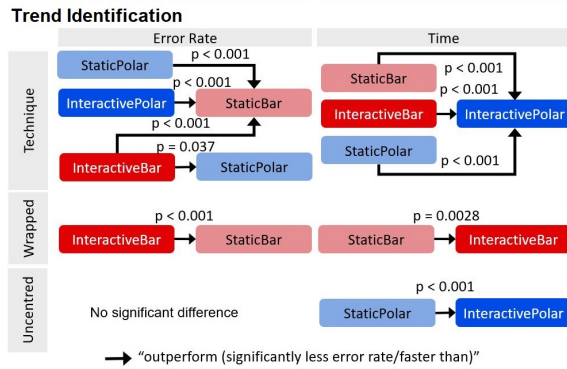 Trend Identification
Error Rate
Time
Technique
StaticPolar
p < 0.001
InteractivePolar
p < 0.001
StaticBar
p < 0.001
InteractiveBar
p = 0.037
StaticPolar
StaticBar
p < 0.001
p < 0.001
InteractiveBar
InteractivePolar
StaticPolar
p < 0.001
Wrapped
p < 0.001
InteractiveBar
StaticBar
p = 0.0028
StaticBar
InteractiveBar
Uncentred
No significant difference
p < 0.001
StaticPolar
InteractivePolar
“outperform (significantly less error rate/faster than)”